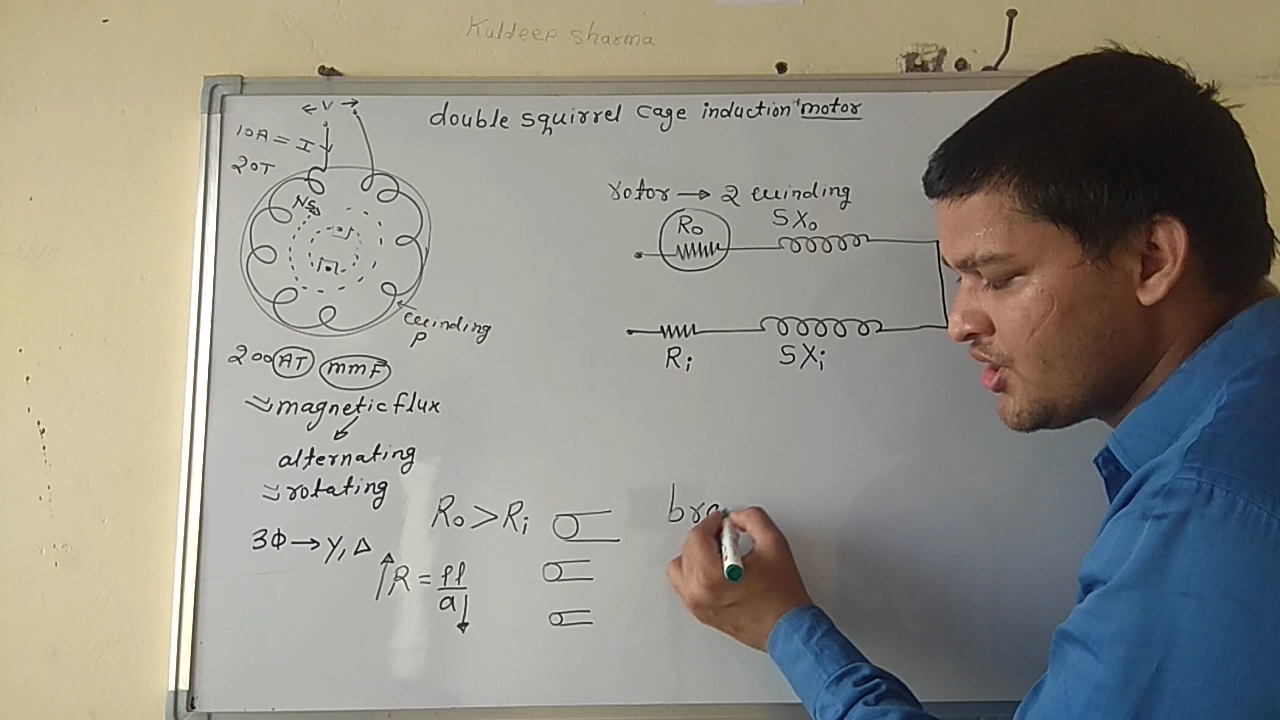 Kuldeep sharma
double squirrel cage induction motor
← V →
10A = I
20T
NS
winding
P
200 AT MMF
= magnetic flux
alternating
= rotating
3Φ → Y, Δ
rotor → 2 winding
Ro SXo
Ri SXi
Ro > Ri
↑R = ρl/a↓
bra